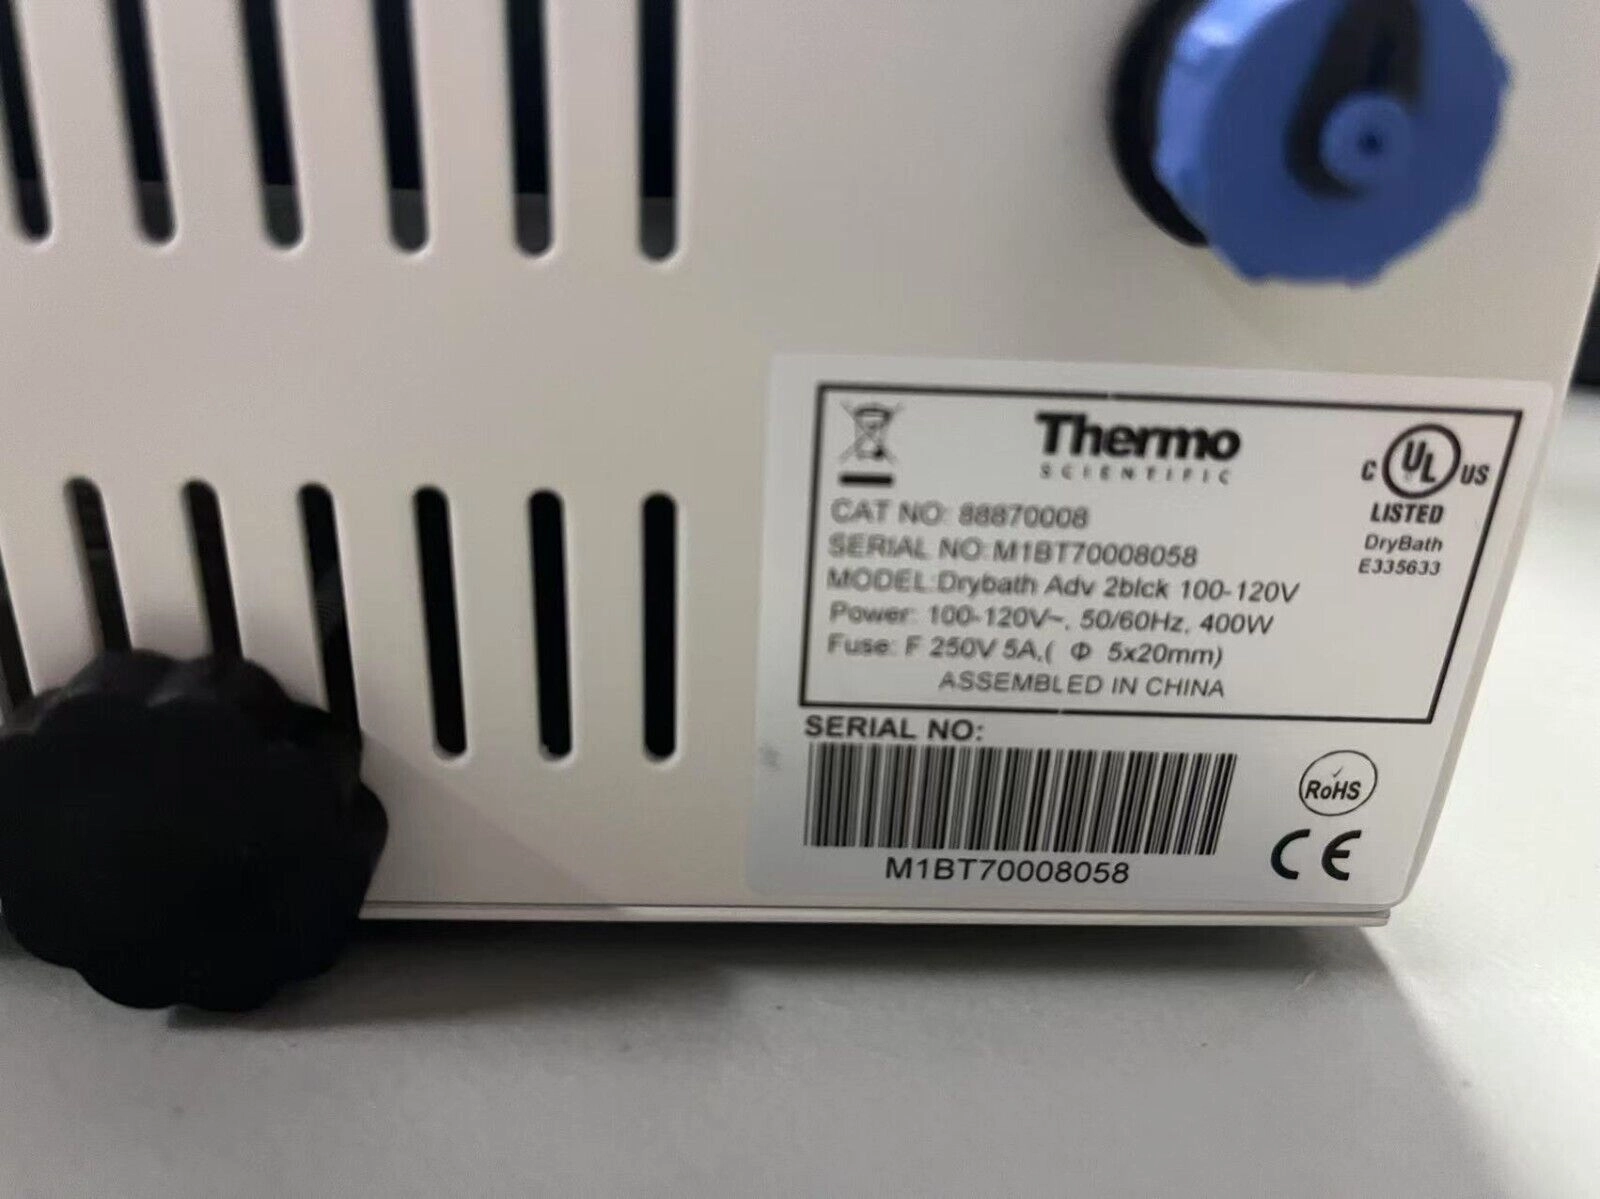 Thermo
SCIENTIFIC
C UL US
LISTED
DryBath
E335633
CAT NO: 88870008
SERIAL NO:M1BT70008058
MODEL:Drybath Adv 2blck 100-120V
Power: 100-120V~, 50/60Hz, 400W
Fuse: F 250V 5A,( Φ 5x20mm)
ASSEMBLED IN CHINA
SERIAL NO:
M1BT70008058
RoHS
CE